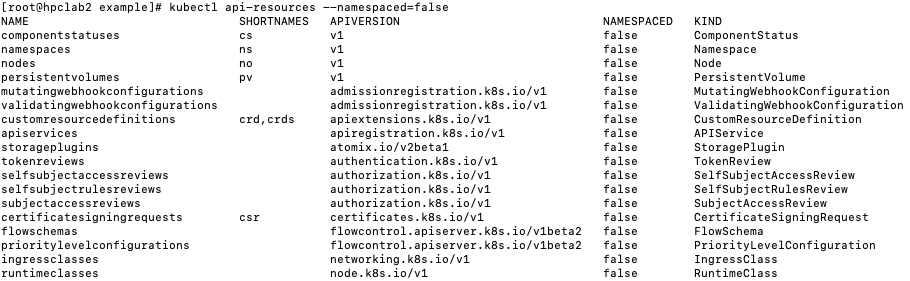 [root@hpclab2 example]# kubectl api-resources --namespaced=false
NAME SHORTNAMES APIVERSION NAMESPACED KIND
componentstatuses cs v1 false ComponentStatus
namespaces ns v1 false Namespace
nodes no v1 false Node
persistentvolumes pv v1 false PersistentVolume
mutatingwebhookconfigurations admissionregistration.k8s.io/v1 false MutatingWebhookConfiguration
validatingwebhookconfigurations admissionregistration.k8s.io/v1 false ValidatingWebhookConfiguration
customresourcedefinitions crd,crds apiextensions.k8s.io/v1 false CustomResourceDefinition
apiservices apiregistration.k8s.io/v1 false APIService
storageplugins atomix.io/v2beta1 false StoragePlugin
tokenreviews authentication.k8s.io/v1 false TokenReview
selfsubjectaccessreviews authorization.k8s.io/v1 false SelfSubjectAccessReview
selfsubjectrulesreviews authorization.k8s.io/v1 false SelfSubjectRulesReview
subjectaccessreviews authorization.k8s.io/v1 false SubjectAccessReview
certificatesigningrequests csr certificates.k8s.io/v1 false CertificateSigningRequest
flowschemas flowcontrol.apiserver.k8s.io/v1beta2 false FlowSchema
prioritylevelconfigurations flowcontrol.apiserver.k8s.io/v1beta2 false PriorityLevelConfiguration
ingressclasses networking.k8s.io/v1 false IngressClass
runtimeclasses node.k8s.io/v1 false RuntimeClass